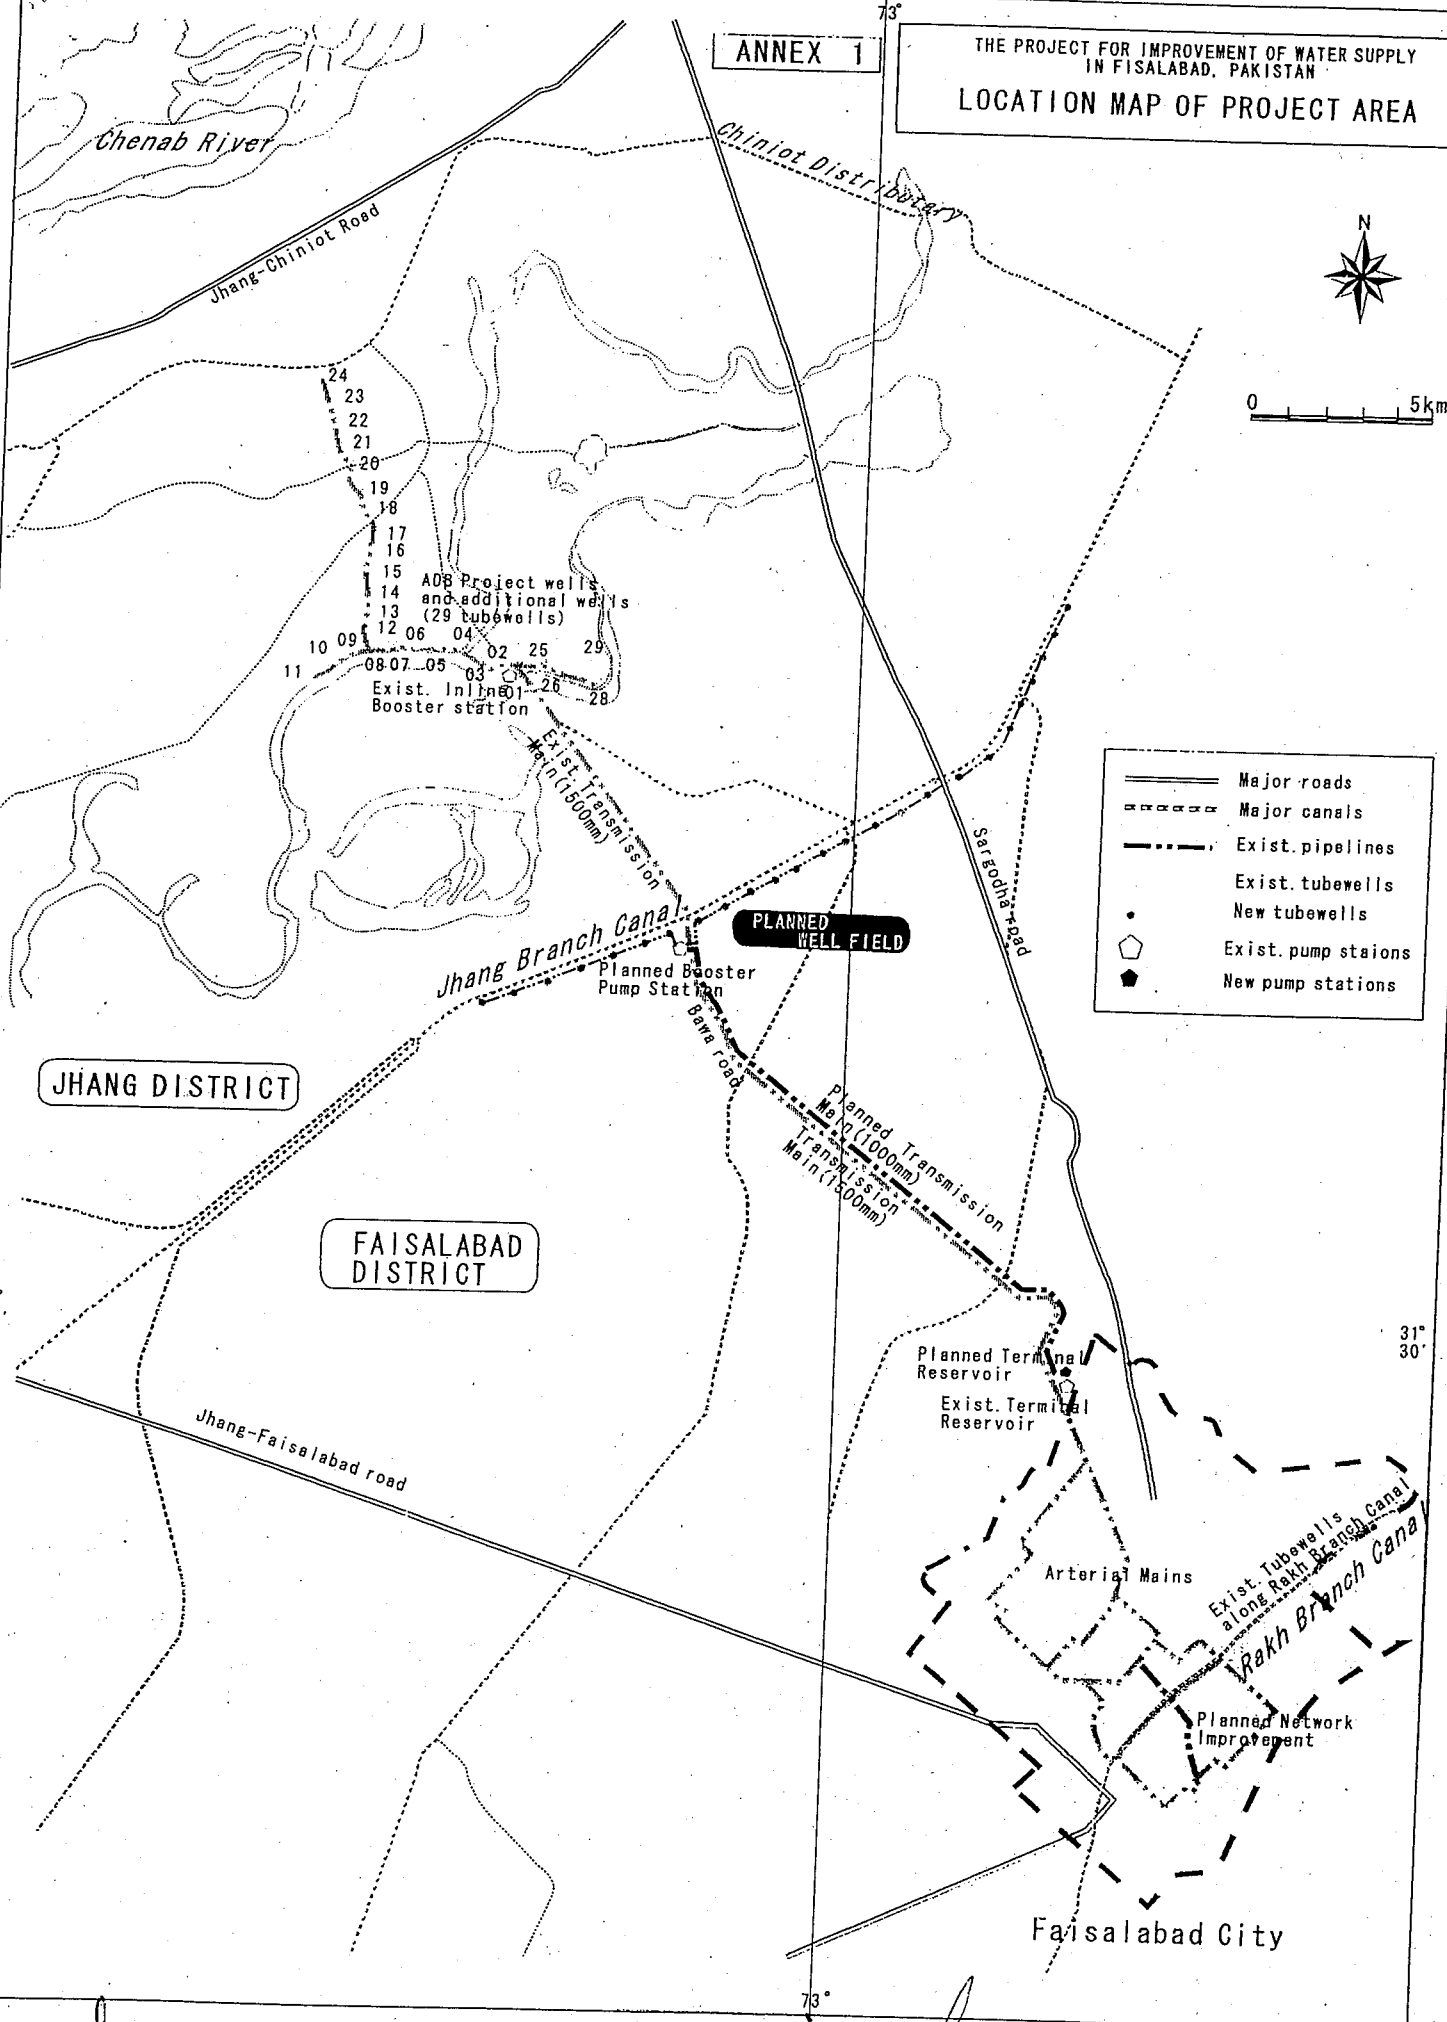 73°
ANNEX 1
THE PROJECT FOR IMPROVEMENT OF WATER SUPPLY
IN FISALABAD, PAKISTAN
LOCATION MAP OF PROJECT AREA
Chenab River
Chiniot Distributary
Jhang-Chiniot Road
N
0 5km
24
23
22
21
20
19
18
17
16
15
14
13
12
ADB Project wells
and additional wells
(29 tubewells)
11
10
09
08
07
06
05
04
03
02
01
25
26
28
29
Exist. Inline
Booster station
Exist. Transmission
Main(1500mm)
Major roads
Major canals
Exist. pipelines
Exist. tubewells
New tubewells
Exist. pump staions
New pump stations
Sargodha road
Jhang Branch Canal
PLANNED
WELL FIELD
Planned Booster
Pump Station
Bawa road
JHANG DISTRICT
Planned Transmission
Main(1000mm)
Transmission
Main(1500mm)
FAISALABAD
DISTRICT
31°
30'
Planned Terminal
Reservoir
Exist. Terminal
Reservoir
Jhang-Faisalabad road
Arterial Mains
Exist. Tubewells
along Rakh Branch Canal
Rakh Branch Canal
Planned Network
Improvement
Faisalabad City
73°